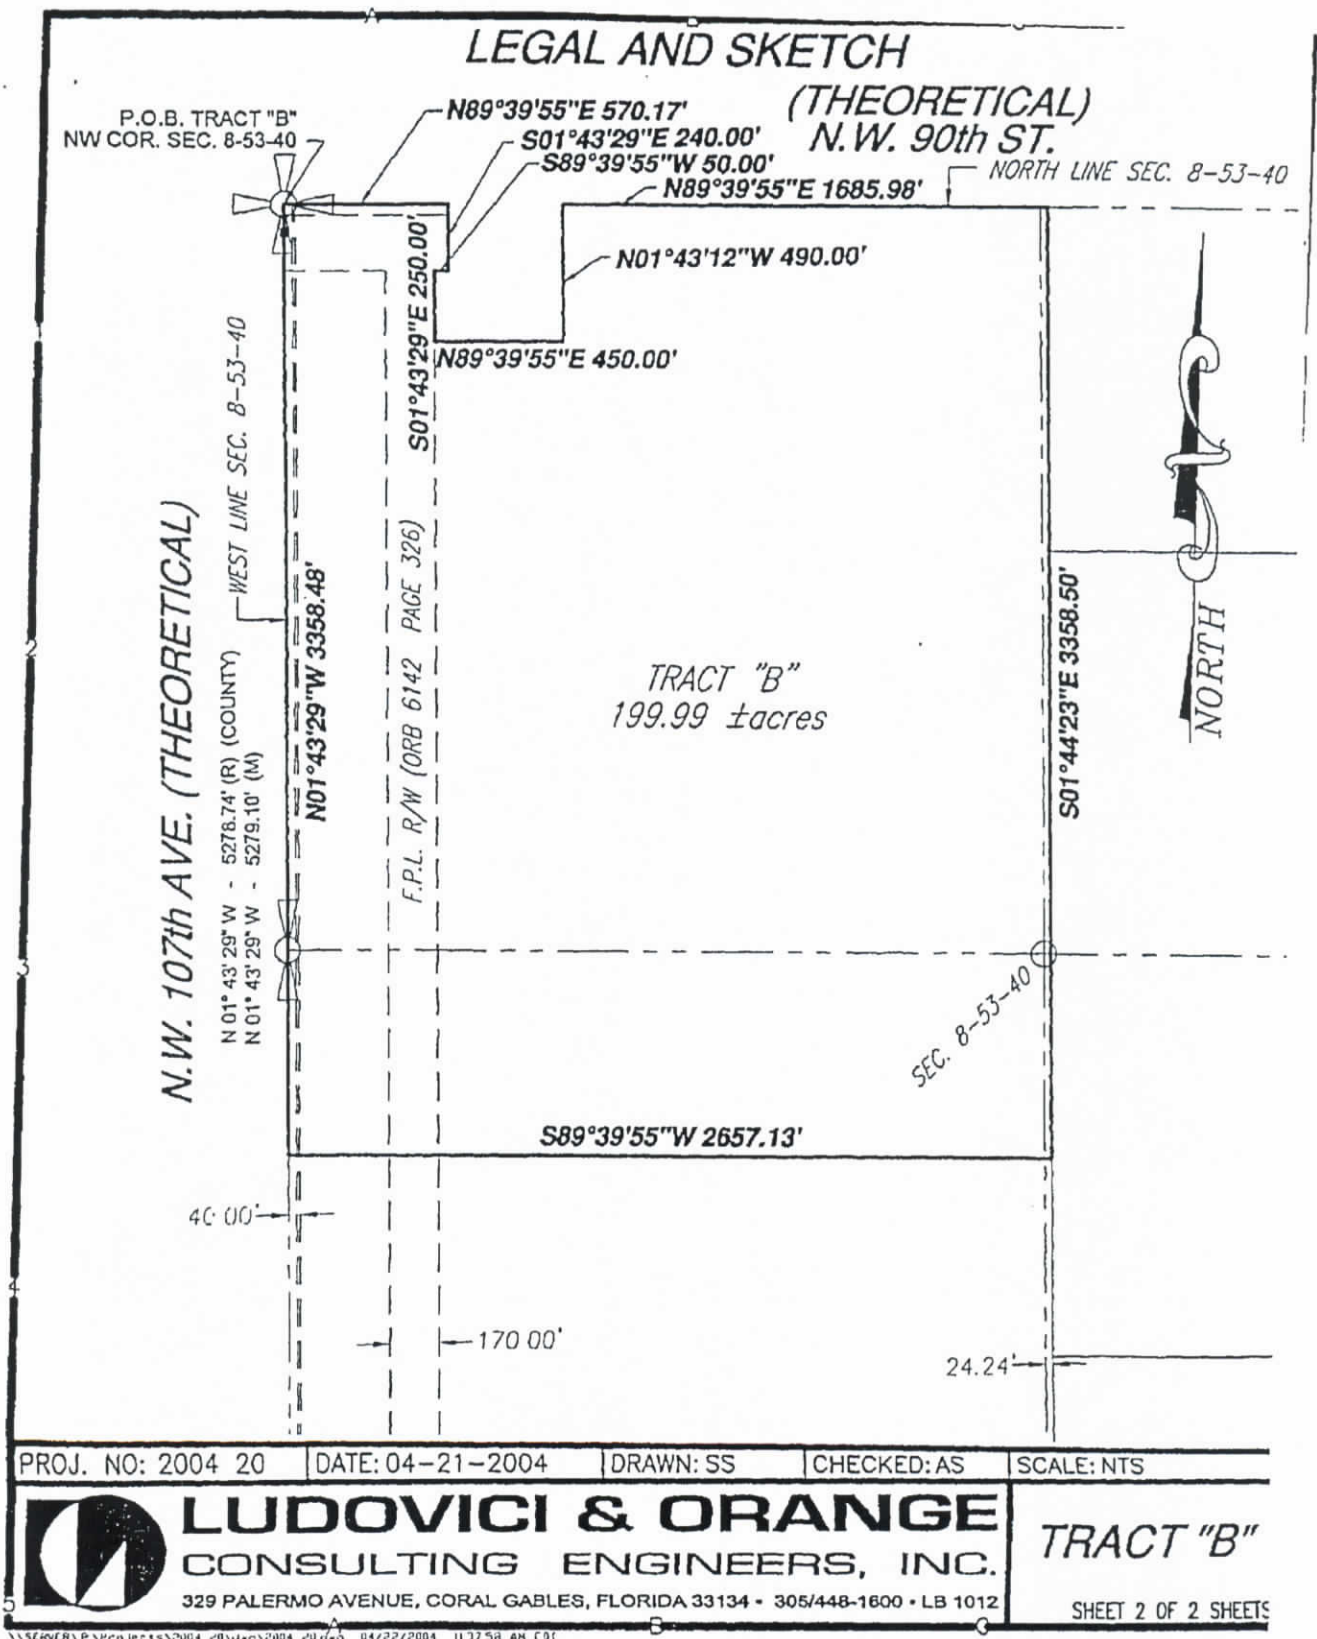 LEGAL AND SKETCH
(THEORETICAL)
N.W. 90th ST.
P.O.B. TRACT "B"
NW COR. SEC. 8-53-40
N89°39'55"E 570.17'
S01°43'29"E 240.00'
S89°39'55"W 50.00'
N89°39'55"E 1685.98'
NORTH LINE SEC. 8-53-40
S01°43'29"E 250.00'
N01°43'12"W 490.00'
N89°39'55"E 450.00'
WEST LINE SEC. 8-53-40
N.W. 107th AVE. (THEORETICAL)
N 01° 43' 29" W - 5278.74' (R) (COUNTY)
N 01° 43' 29" W - 5279.10' (M)
N01°43'29"W 3358.48'
F.P.L. R/W (ORB 6142 PAGE 326)
TRACT "B"
199.99 ±acres
S01°44'23"E 3358.50'
NORTH
SEC. 8-53-40
S89°39'55"W 2657.13'
40 00'
170 00'
24.24'
PROJ. NO: 2004 20
DATE: 04-21-2004
DRAWN: SS
CHECKED: AS
SCALE: NTS
LUDOVICI & ORANGE
CONSULTING ENGINEERS, INC.
329 PALERMO AVENUE, CORAL GABLES, FLORIDA 33134 • 305/448-1600 • LB 1012
TRACT "B"
SHEET 2 OF 2 SHEETS
A
B
C
2
3
4
5
04/22/2004